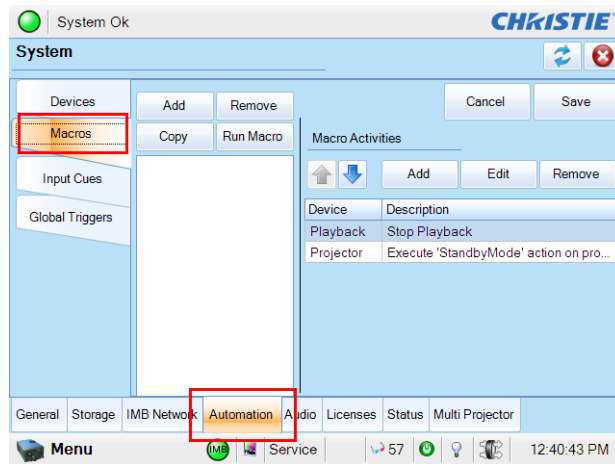 System Ok
CHRISTIE
System
Devices
Macros
Input Cues
Global Triggers
Add
Remove
Copy
Run Macro
Cancel
Save
Macro Activities
Add
Edit
Remove
Device
Description
Playback
Stop Playback
Projector
Execute 'StandbyMode' action on pro...
General
Storage
IMB Network
Automation
Audio
Licenses
Status
Multi Projector
Menu
IMB
Service
57
12:40:43 PM